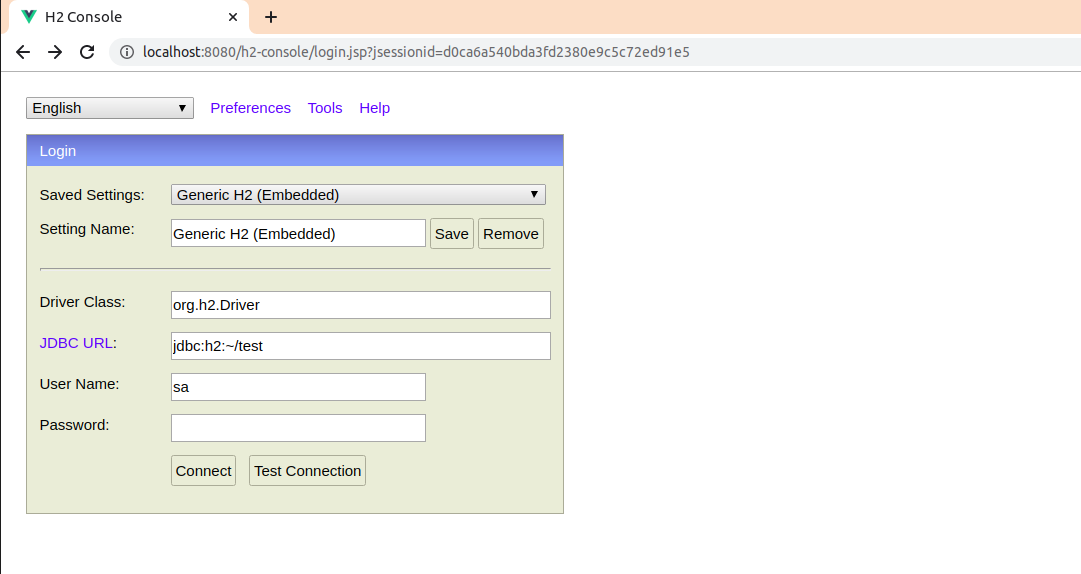 H2 Console
localhost:8080/h2-console/login.jsp?jsessionid=d0ca6a540bda3fd2380e9c5c72ed91e5
English Preferences Tools Help
Login
Saved Settings: Generic H2 (Embedded)
Setting Name: Generic H2 (Embedded) Save Remove
Driver Class: org.h2.Driver
JDBC URL: jdbc:h2:~/test
User Name: sa
Password:
Connect Test Connection